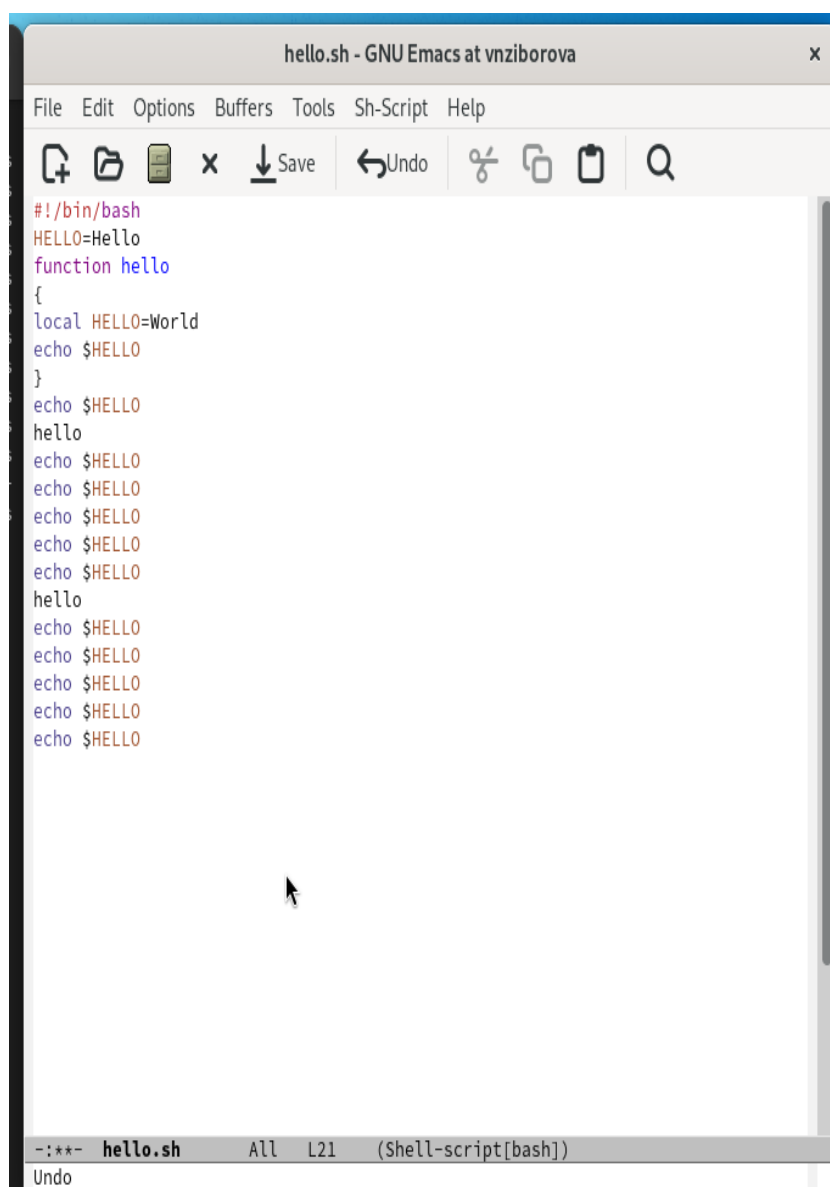 hello.sh - GNU Emacs at vnziborova
File Edit Options Buffers Tools Sh-Script Help
Save Undo
#!/bin/bash
HELLO=Hello
function hello
{
local HELLO=World
echo $HELLO
}
echo $HELLO
hello
echo $HELLO
echo $HELLO
echo $HELLO
echo $HELLO
echo $HELLO
hello
echo $HELLO
echo $HELLO
echo $HELLO
echo $HELLO
echo $HELLO
-:**- hello.sh All L21 (Shell-script[bash])
Undo